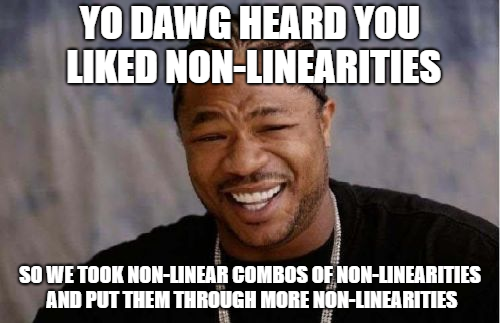 YO DAWG HEARD YOU
LIKED NON-LINEARITIES
SO WE TOOK NON-LINEAR COMBOS OF NON-LINEARITIES
AND PUT THEM THROUGH MORE NON-LINEARITIES